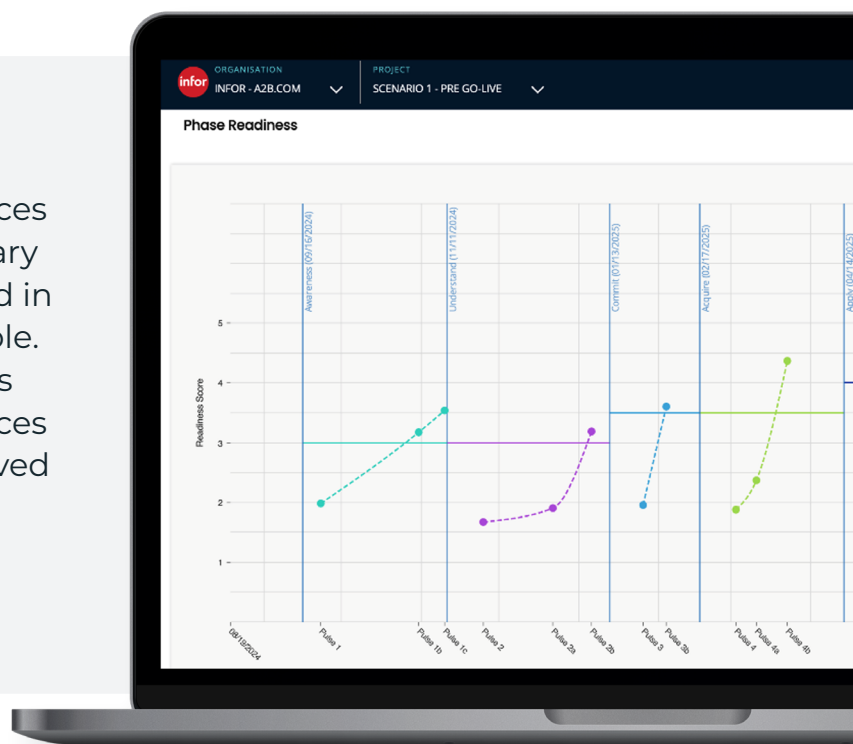 ces
ary
d in
ole.
s
ces
ved
infor
ORGANISATION
INFOR - A2B.COM
PROJECT
SCENARIO 1 - PRE GO-LIVE
Phase Readiness
Awareness (09/16/2024)
Understand (11/11/2024)
Commit (01/13/2025)
Acquire (02/17/2025)
Apply (04/14/2025)
Readiness Score
5
4
3
2
1
08/19/2024
Pulse 1
Pulse 1b
Pulse 1c
Pulse 2
Pulse 2a
Pulse 2b
Pulse 3
Pulse 3b
Pulse 4
Pulse 4a
Pulse 4b